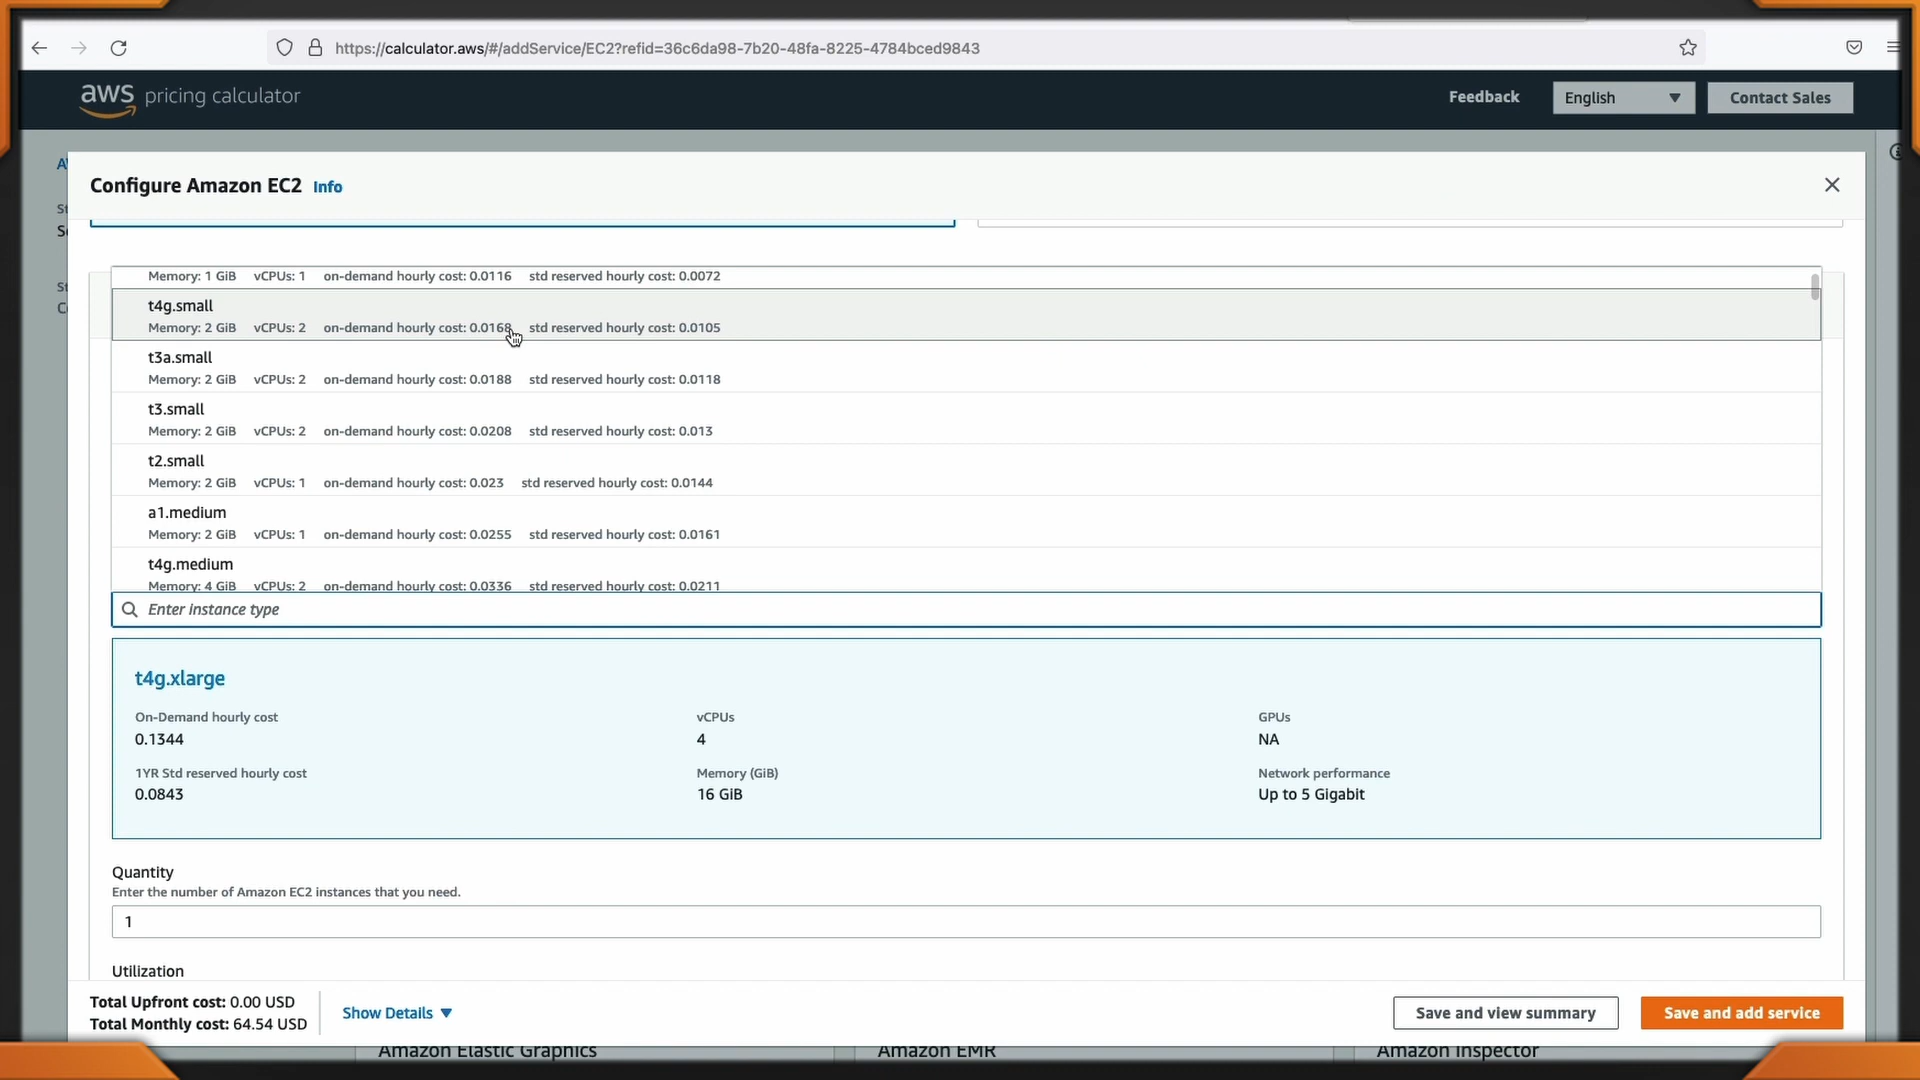 https://calculator.aws/#/addService/EC2?refid=36c6da98-7b20-48fa-8225-4784bced9843
aws pricing calculator
Feedback
English
Contact Sales
Configure Amazon EC2 Info
Memory: 1 GiB vCPUs: 1 on-demand hourly cost: 0.0116 std reserved hourly cost: 0.0072
t4g.small
Memory: 2 GiB vCPUs: 2 on-demand hourly cost: 0.0168 std reserved hourly cost: 0.0105
t3a.small
Memory: 2 GiB vCPUs: 2 on-demand hourly cost: 0.0188 std reserved hourly cost: 0.0118
t3.small
Memory: 2 GiB vCPUs: 2 on-demand hourly cost: 0.0208 std reserved hourly cost: 0.013
t2.small
Memory: 2 GiB vCPUs: 1 on-demand hourly cost: 0.023 std reserved hourly cost: 0.0144
a1.medium
Memory: 2 GiB vCPUs: 1 on-demand hourly cost: 0.0255 std reserved hourly cost: 0.0161
t4g.medium
Memory: 4 GiB vCPUs: 2 on-demand hourly cost: 0.0336 std reserved hourly cost: 0.0211
Enter instance type
t4g.xlarge
On-Demand hourly cost
0.1344
vCPUs
4
GPUs
NA
1YR Std reserved hourly cost
0.0843
Memory (GiB)
16 GiB
Network performance
Up to 5 Gigabit
Quantity
Enter the number of Amazon EC2 instances that you need.
1
Utilization
Total Upfront cost: 0.00 USD
Total Monthly cost: 64.54 USD
Show Details
Save and view summary
Save and add service
Amazon Elastic Graphics
Amazon EMR
Amazon Inspector